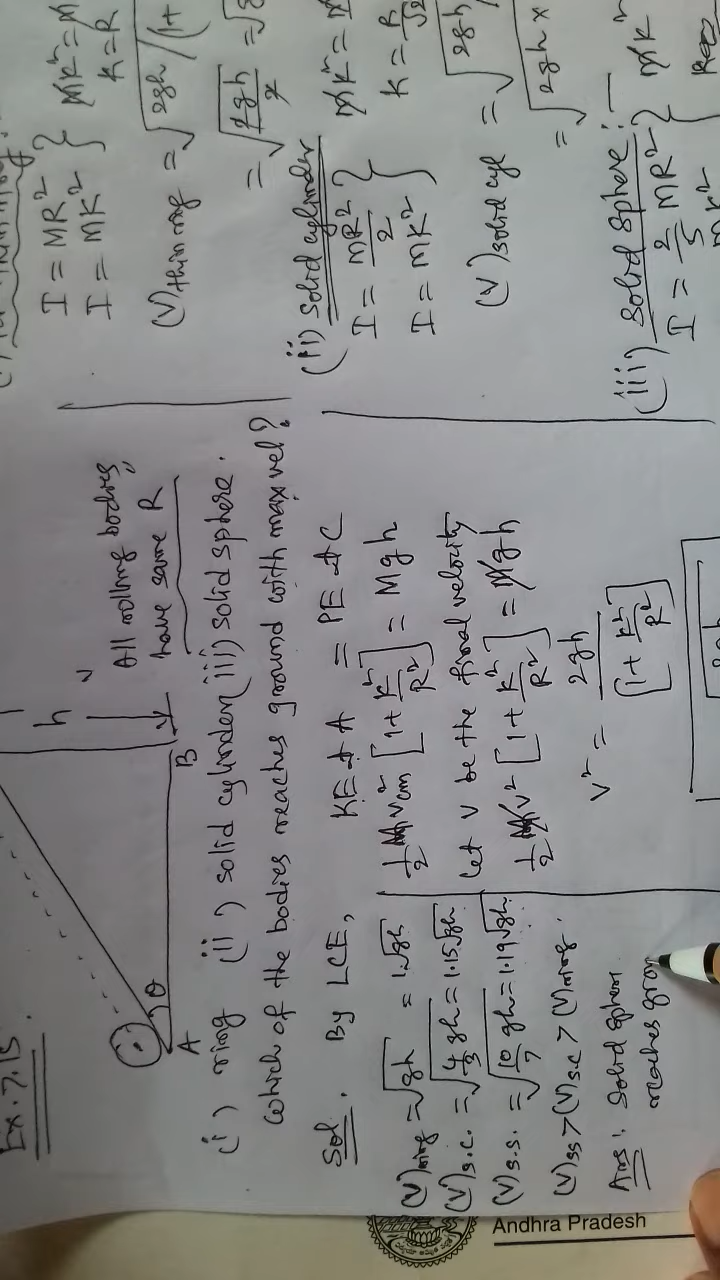 Ex. 7.15.
h
All rolling bodies
have same R
θ
A
B
(i) ring (ii) solid cylinder (iii) solid sphere.
Which of the bodies reaches ground with max vel?
Sol. By LCE, KE at A = PE at C
1/2 M v²cm [1 + K²/R²] = Mgh
Let v be the final velocity
1/2 M v² [1 + K²/R²] = Mgh
v² = 2gh / [1 + K²/R²]
(V)ring = √gh = 1.√gh
(V)s.c. = √(4/3 gh) = 1.15√gh
(V)s.s. = √(10/7 gh) = 1.19√gh
(V)ss > (V)s.c > (V)ring.
Ans: Solid sphere
reaches grou
I = MR² } MK² = M
I = MK² K = R
(V)thin ring = √2gh/(1+
= √(2gh/2) = √
(ii) Solid cylinder
I = mR²/2 } mK² =
I = mK² K = R/√2
(V)solid cyl = √2gh/
= √2gh x
(iii) Solid Sphere:-
I = 2/5 MR² } mK²
mK²
Andhra Pradesh